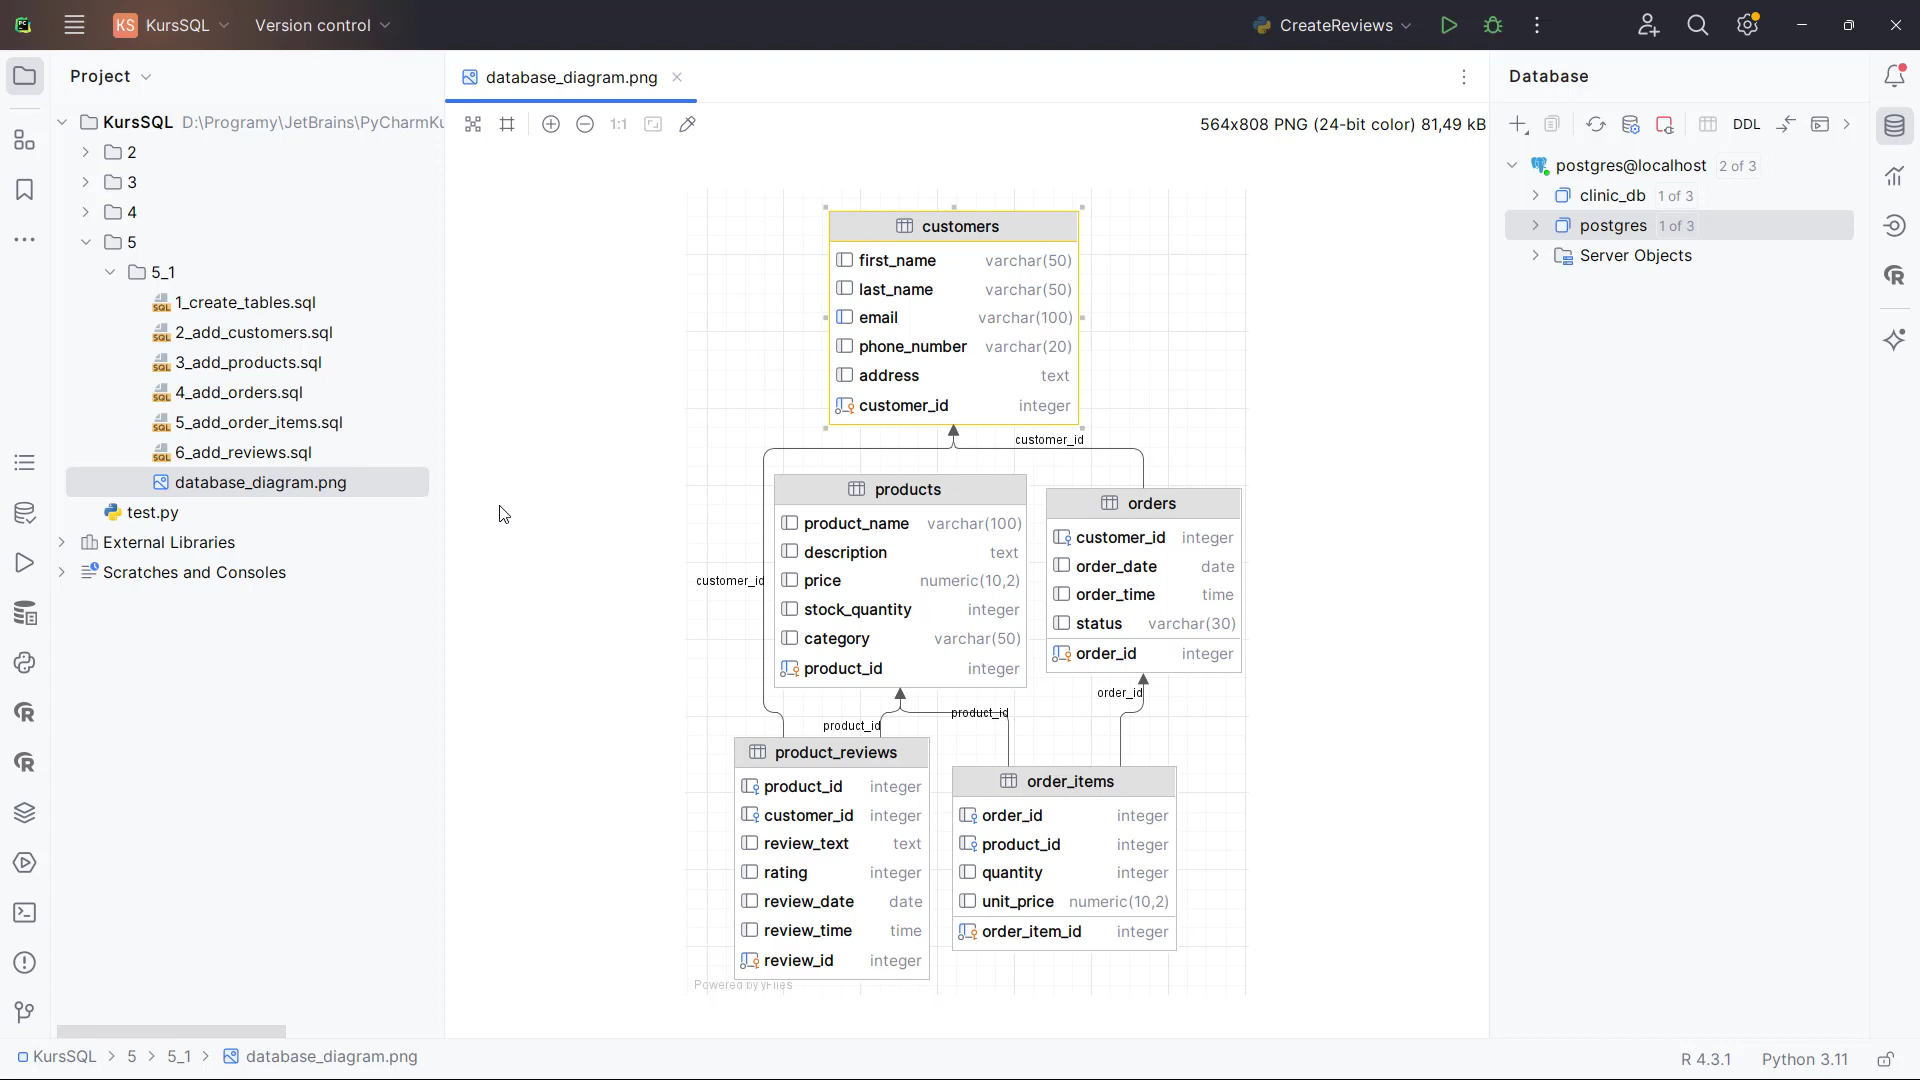 KS KursSQL
Version control
CreateReviews
Project
database_diagram.png
Database
KursSQL D:\Programy\JetBrains\PyCharmKu
2
3
4
5
5_1
1_create_tables.sql
2_add_customers.sql
3_add_products.sql
4_add_orders.sql
5_add_order_items.sql
6_add_reviews.sql
database_diagram.png
test.py
External Libraries
Scratches and Consoles
1:1
564x808 PNG (24-bit color) 81,49 kB
customers
first_name varchar(50)
last_name varchar(50)
email varchar(100)
phone_number varchar(20)
address text
customer_id integer
customer_id
customer_id
products
product_name varchar(100)
description text
price numeric(10,2)
stock_quantity integer
category varchar(50)
product_id integer
orders
customer_id integer
order_date date
order_time time
status varchar(30)
order_id integer
order_id
product_id
product_id
product_reviews
product_id integer
customer_id integer
review_text text
rating integer
review_date date
review_time time
review_id integer
order_items
order_id integer
product_id integer
quantity integer
unit_price numeric(10,2)
order_item_id integer
Powered by yFiles
DDL
postgres@localhost 2 of 3
clinic_db 1 of 3
postgres 1 of 3
Server Objects
KursSQL > 5 > 5_1 > database_diagram.png
R 4.3.1 Python 3.11